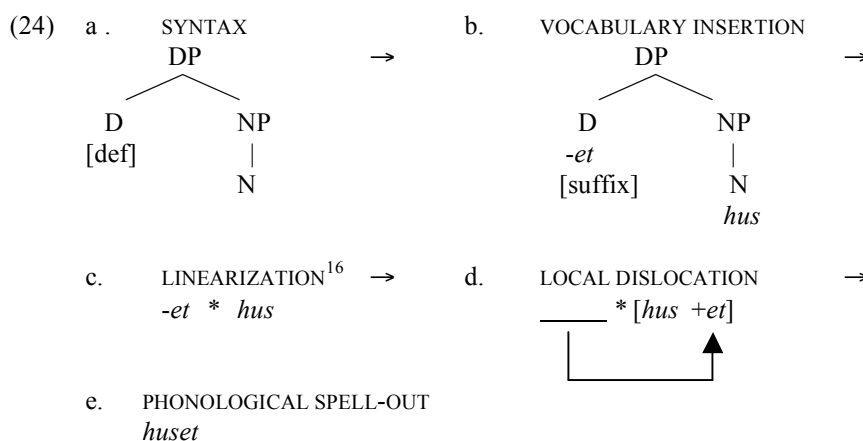 (24) a . SYNTAX → b. VOCABULARY INSERTION →
DP DP
D NP D NP
[def] | -et |
N [suffix] N
hus
c. LINEARIZATION16 → d. LOCAL DISLOCATION →
-et * hus _____ * [hus +et]
e. PHONOLOGICAL SPELL-OUT
huset